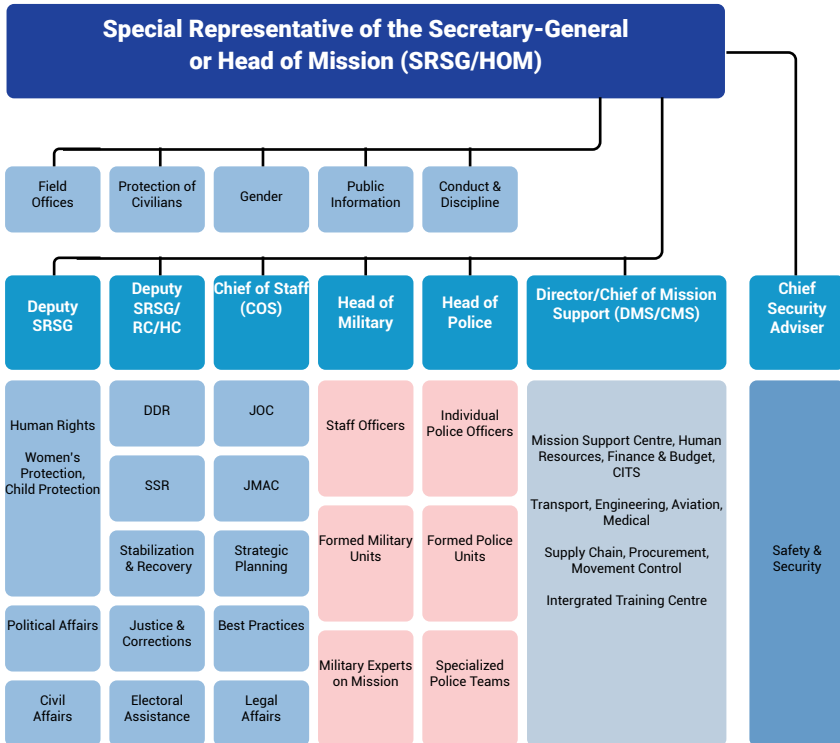 Special Representative of the Secretary-General
or Head of Mission (SRSG/HOM)
Field
Offices
Protection of
Civilians
Gender
Public
Information
Conduct &
Discipline
Deputy
SRSG
Deputy
SRSG/
RC/HC
Chief of Staff
(COS)
Head of
Military
Head of
Police
Director/Chief of Mission
Support (DMS/CMS)
Chief
Security
Adviser
Human Rights
Women's
Protection,
Child Protection
Political Affairs
Civil
Affairs
DDR
SSR
Stabilization
& Recovery
Justice &
Corrections
Electoral
Assistance
JOC
JMAC
Strategic
Planning
Best Practices
Legal
Affairs
Staff Officers
Formed Military
Units
Military Experts
on Mission
Individual
Police Officers
Formed Police
Units
Specialized
Police Teams
Mission Support Centre, Human
Resources, Finance & Budget,
CITS
Transport, Engineering, Aviation,
Medical
Supply Chain, Procurement,
Movement Control
Intergrated Training Centre
Safety &
Security